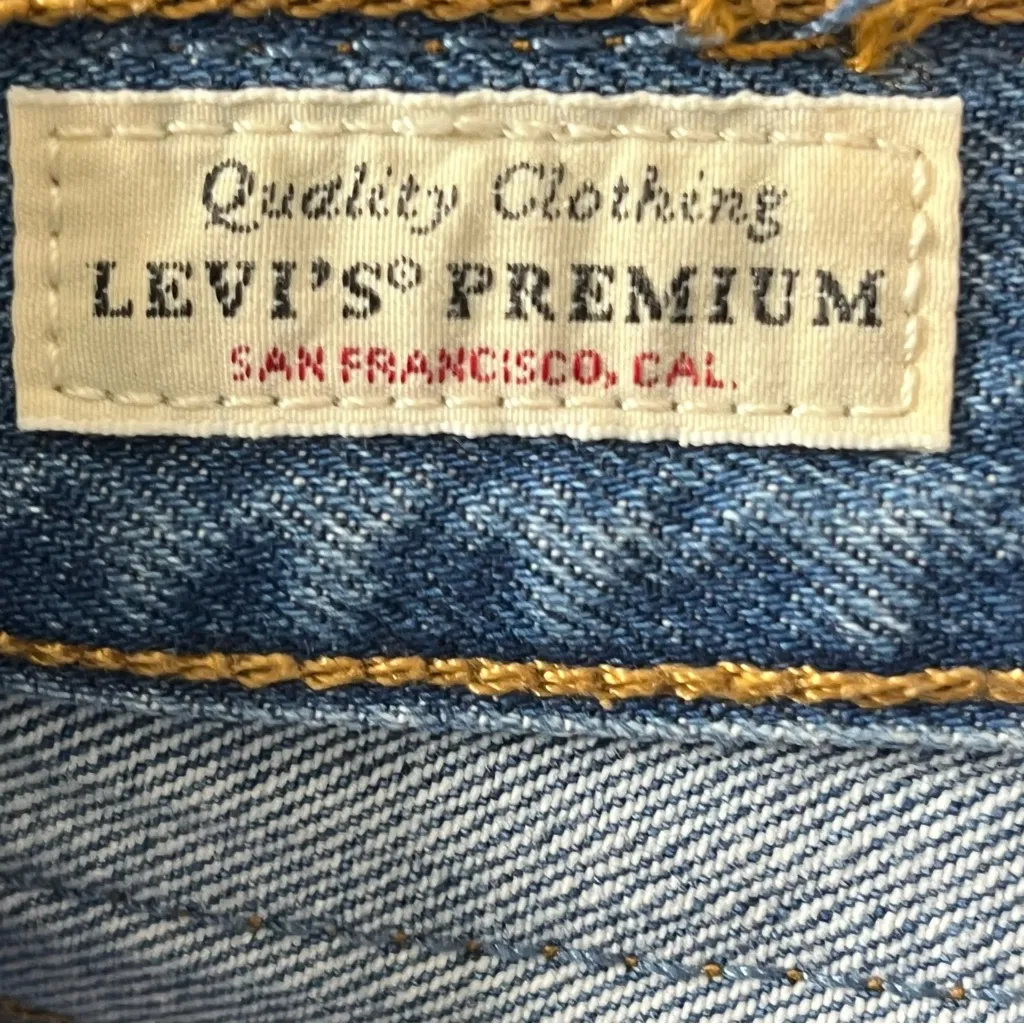 Quality Clothing
LEVI'S® PREMIUM
SAN FRANCISCO, CAL.